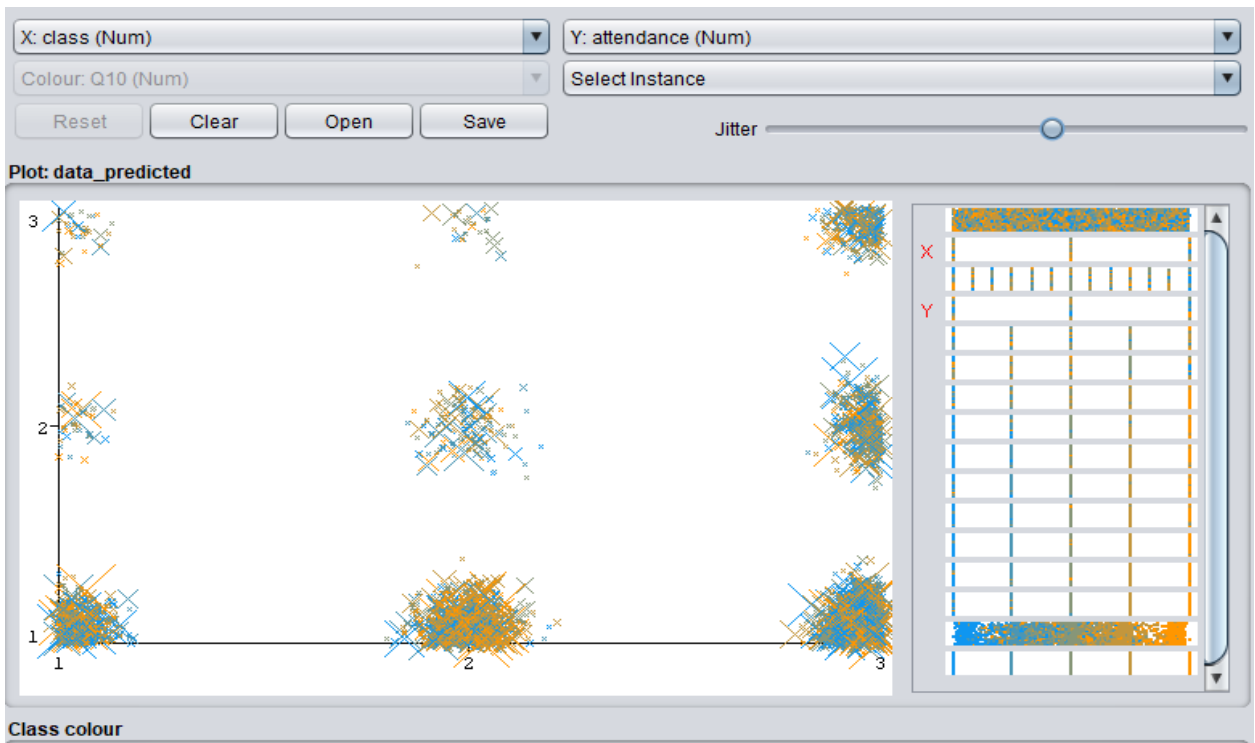 X: class (Num) Y: attendance (Num)
Colour: Q10 (Num) Select Instance
Reset Clear Open Save Jitter
Plot: data_predicted
3
2
1
1 2 3
X
Y
Class colour